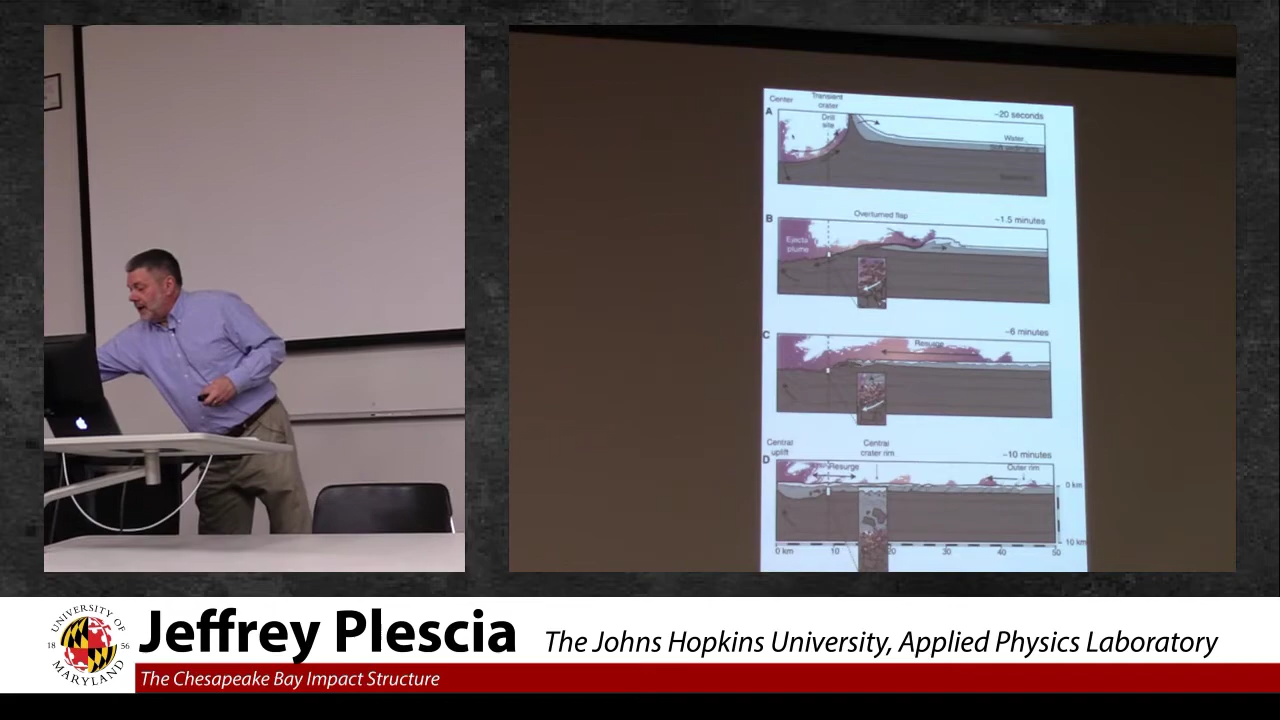 Center
Transient
crater
A
Drill
site
~20 seconds
Water
Soft sediments
B
Overturned flap
~1.5 minutes
Ejecta
plume
C
~6 minutes
Resurge
Central
uplift
Central
crater rim
D
~10 minutes
Resurge
Outer rim
0 km
10 km
0 km 10 20 30 40 50
UNIVERSITY OF
18 56
MARYLAND
Jeffrey Plescia
The Johns Hopkins University, Applied Physics Laboratory
The Chesapeake Bay Impact Structure